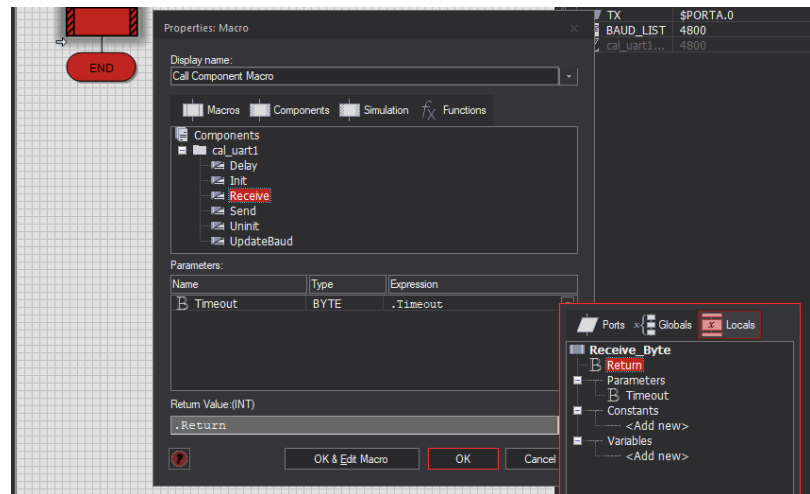 END
Properties: Macro
Display name:
Call Component Macro
Macros Components Simulation fx Functions
Components
cal_uart1
Delay
Init
Receive
Send
Uninit
UpdateBaud
Parameters:
Name Type Expression
Timeout BYTE .Timeout
Return Value:(INT)
.Return
? OK & Edit Macro OK Cancel
TX $PORTA.0
BAUD_LIST 4800
cal_uart1... 4800
Ports Globals Locals
Receive_Byte
Return
Parameters
Timeout
Constants
<Add new>
Variables
<Add new>